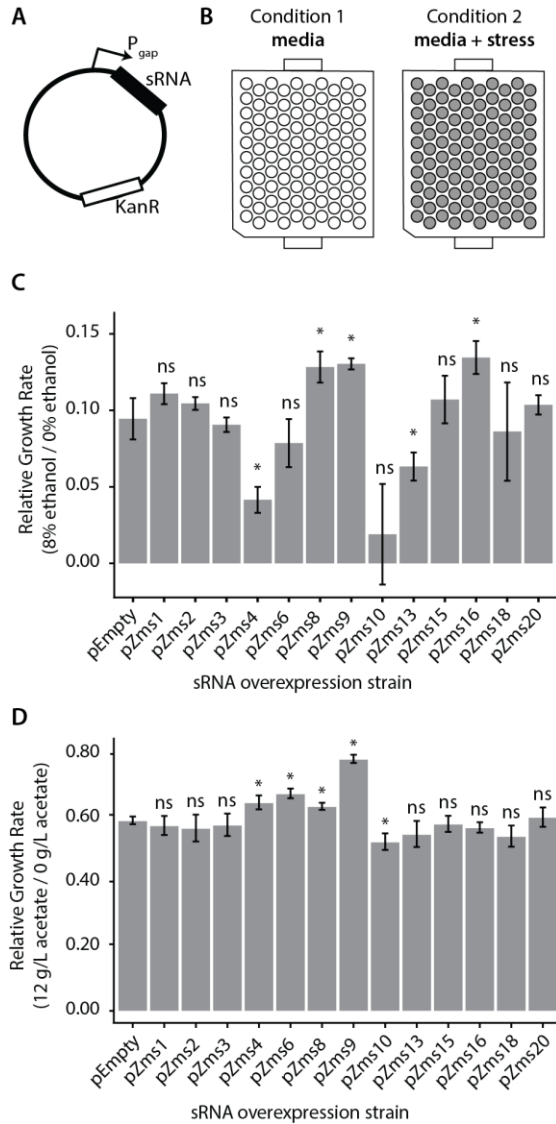 A
P
gap
sRNA
KanR
B
Condition 1
media
Condition 2
media + stress
C
Relative Growth Rate
(8% ethanol / 0% ethanol)
0.15
0.10
0.05
0.00
ns
ns
ns
*
ns
*
*
ns
*
ns
*
ns
ns
pEmpty
pZms1
pZms2
pZms3
pZms4
pZms6
pZms8
pZms9
pZms10
pZms13
pZms15
pZms16
pZms18
pZms20
sRNA overexpression strain
D
Relative Growth Rate
(12 g/L acetate / 0 g/L acetate)
0.80
0.60
0.40
0.20
0.00
ns
ns
ns
*
*
*
*
*
ns
ns
ns
ns
ns
pEmpty
pZms1
pZms2
pZms3
pZms4
pZms6
pZms8
pZms9
pZms10
pZms13
pZms15
pZms16
pZms18
pZms20
sRNA overexpression strain